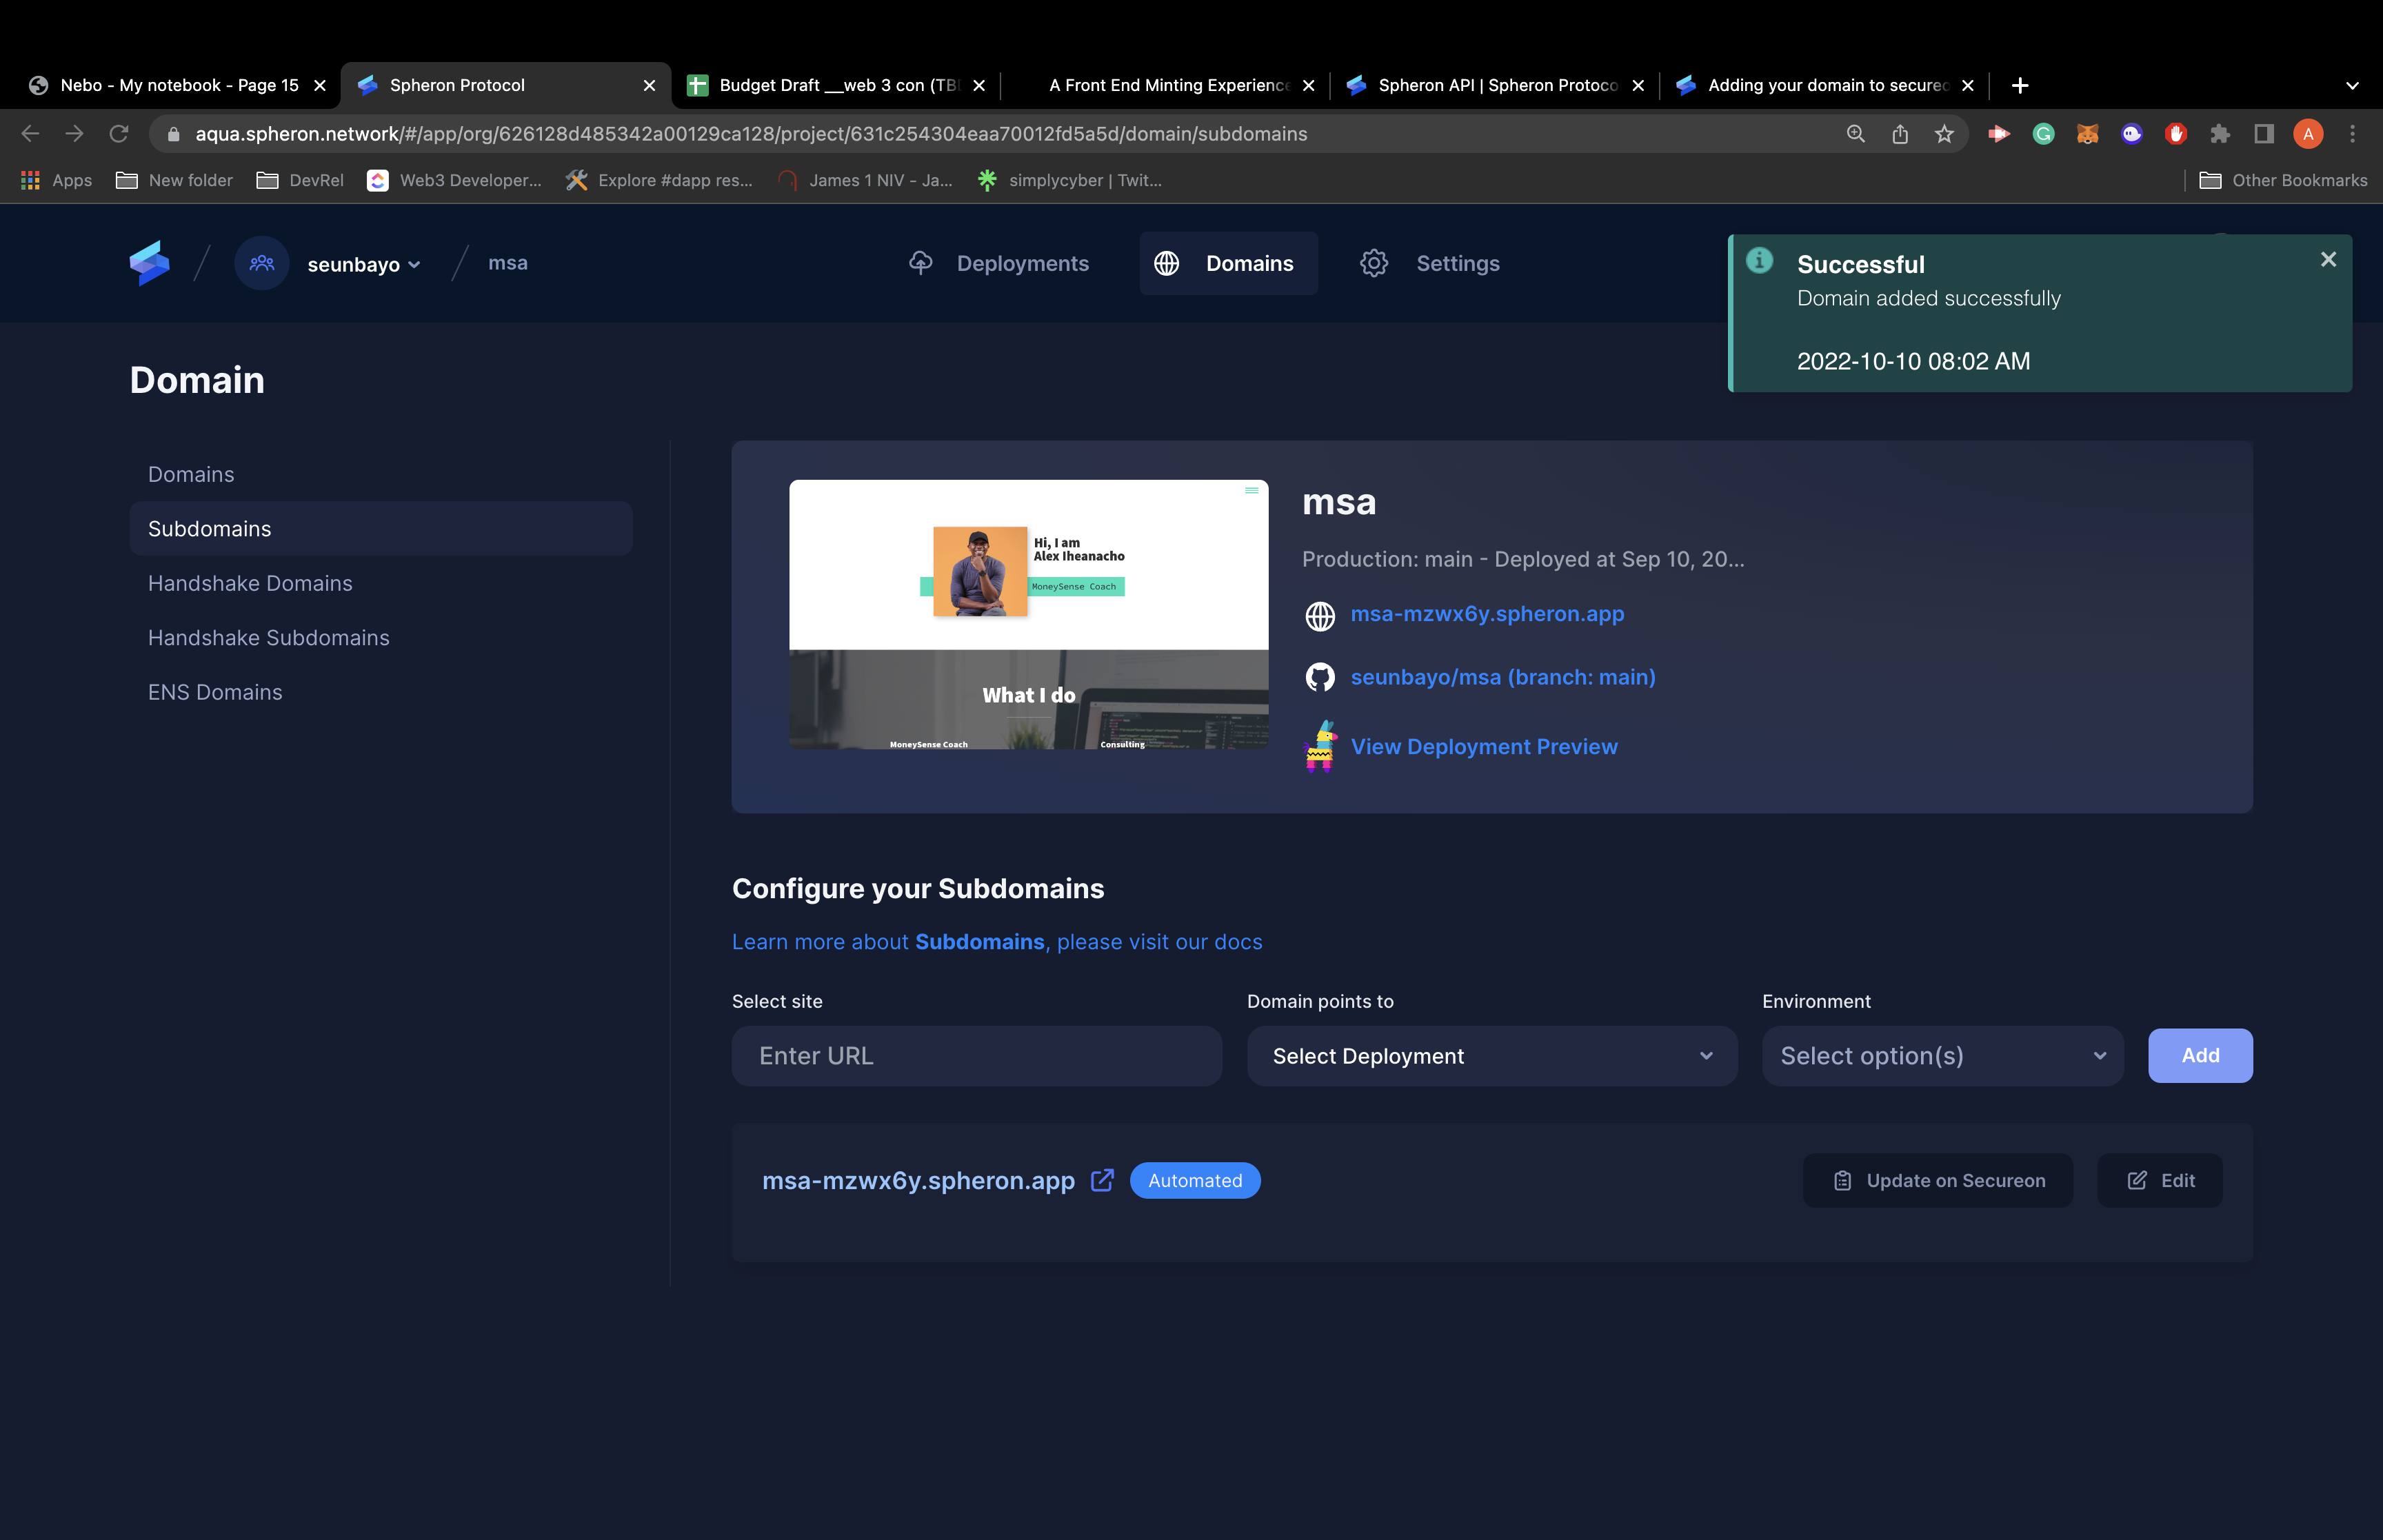 Nebo - My notebook - Page 15
Spheron Protocol
Budget Draft __web 3 con (TB
A Front End Minting Experience
Spheron API | Spheron Protoco
Adding your domain to secureo
aqua.spheron.network/#/app/org/626128d485342a00129ca128/project/631c254304eaa70012fd5a5d/domain/subdomains
A
Apps
New folder
DevRel
Web3 Developer...
Explore #dapp res...
James 1 NIV - Ja...
simplycyber | Twit...
Other Bookmarks
seunbayo
msa
Deployments
Domains
Settings
Successful
Domain added successfully
2022-10-10 08:02 AM
Domain
Domains
Subdomains
Handshake Domains
Handshake Subdomains
ENS Domains
Hi, I am
Alex Iheanacho
MoneySense Coach
What I do
MoneySense Coach
Consulting
msa
Production: main - Deployed at Sep 10, 20...
msa-mzwx6y.spheron.app
seunbayo/msa (branch: main)
View Deployment Preview
Configure your Subdomains
Learn more about Subdomains, please visit our docs
Select site
Domain points to
Environment
Enter URL
Select Deployment
Select option(s)
Add
msa-mzwx6y.spheron.app
Automated
Update on Secureon
Edit